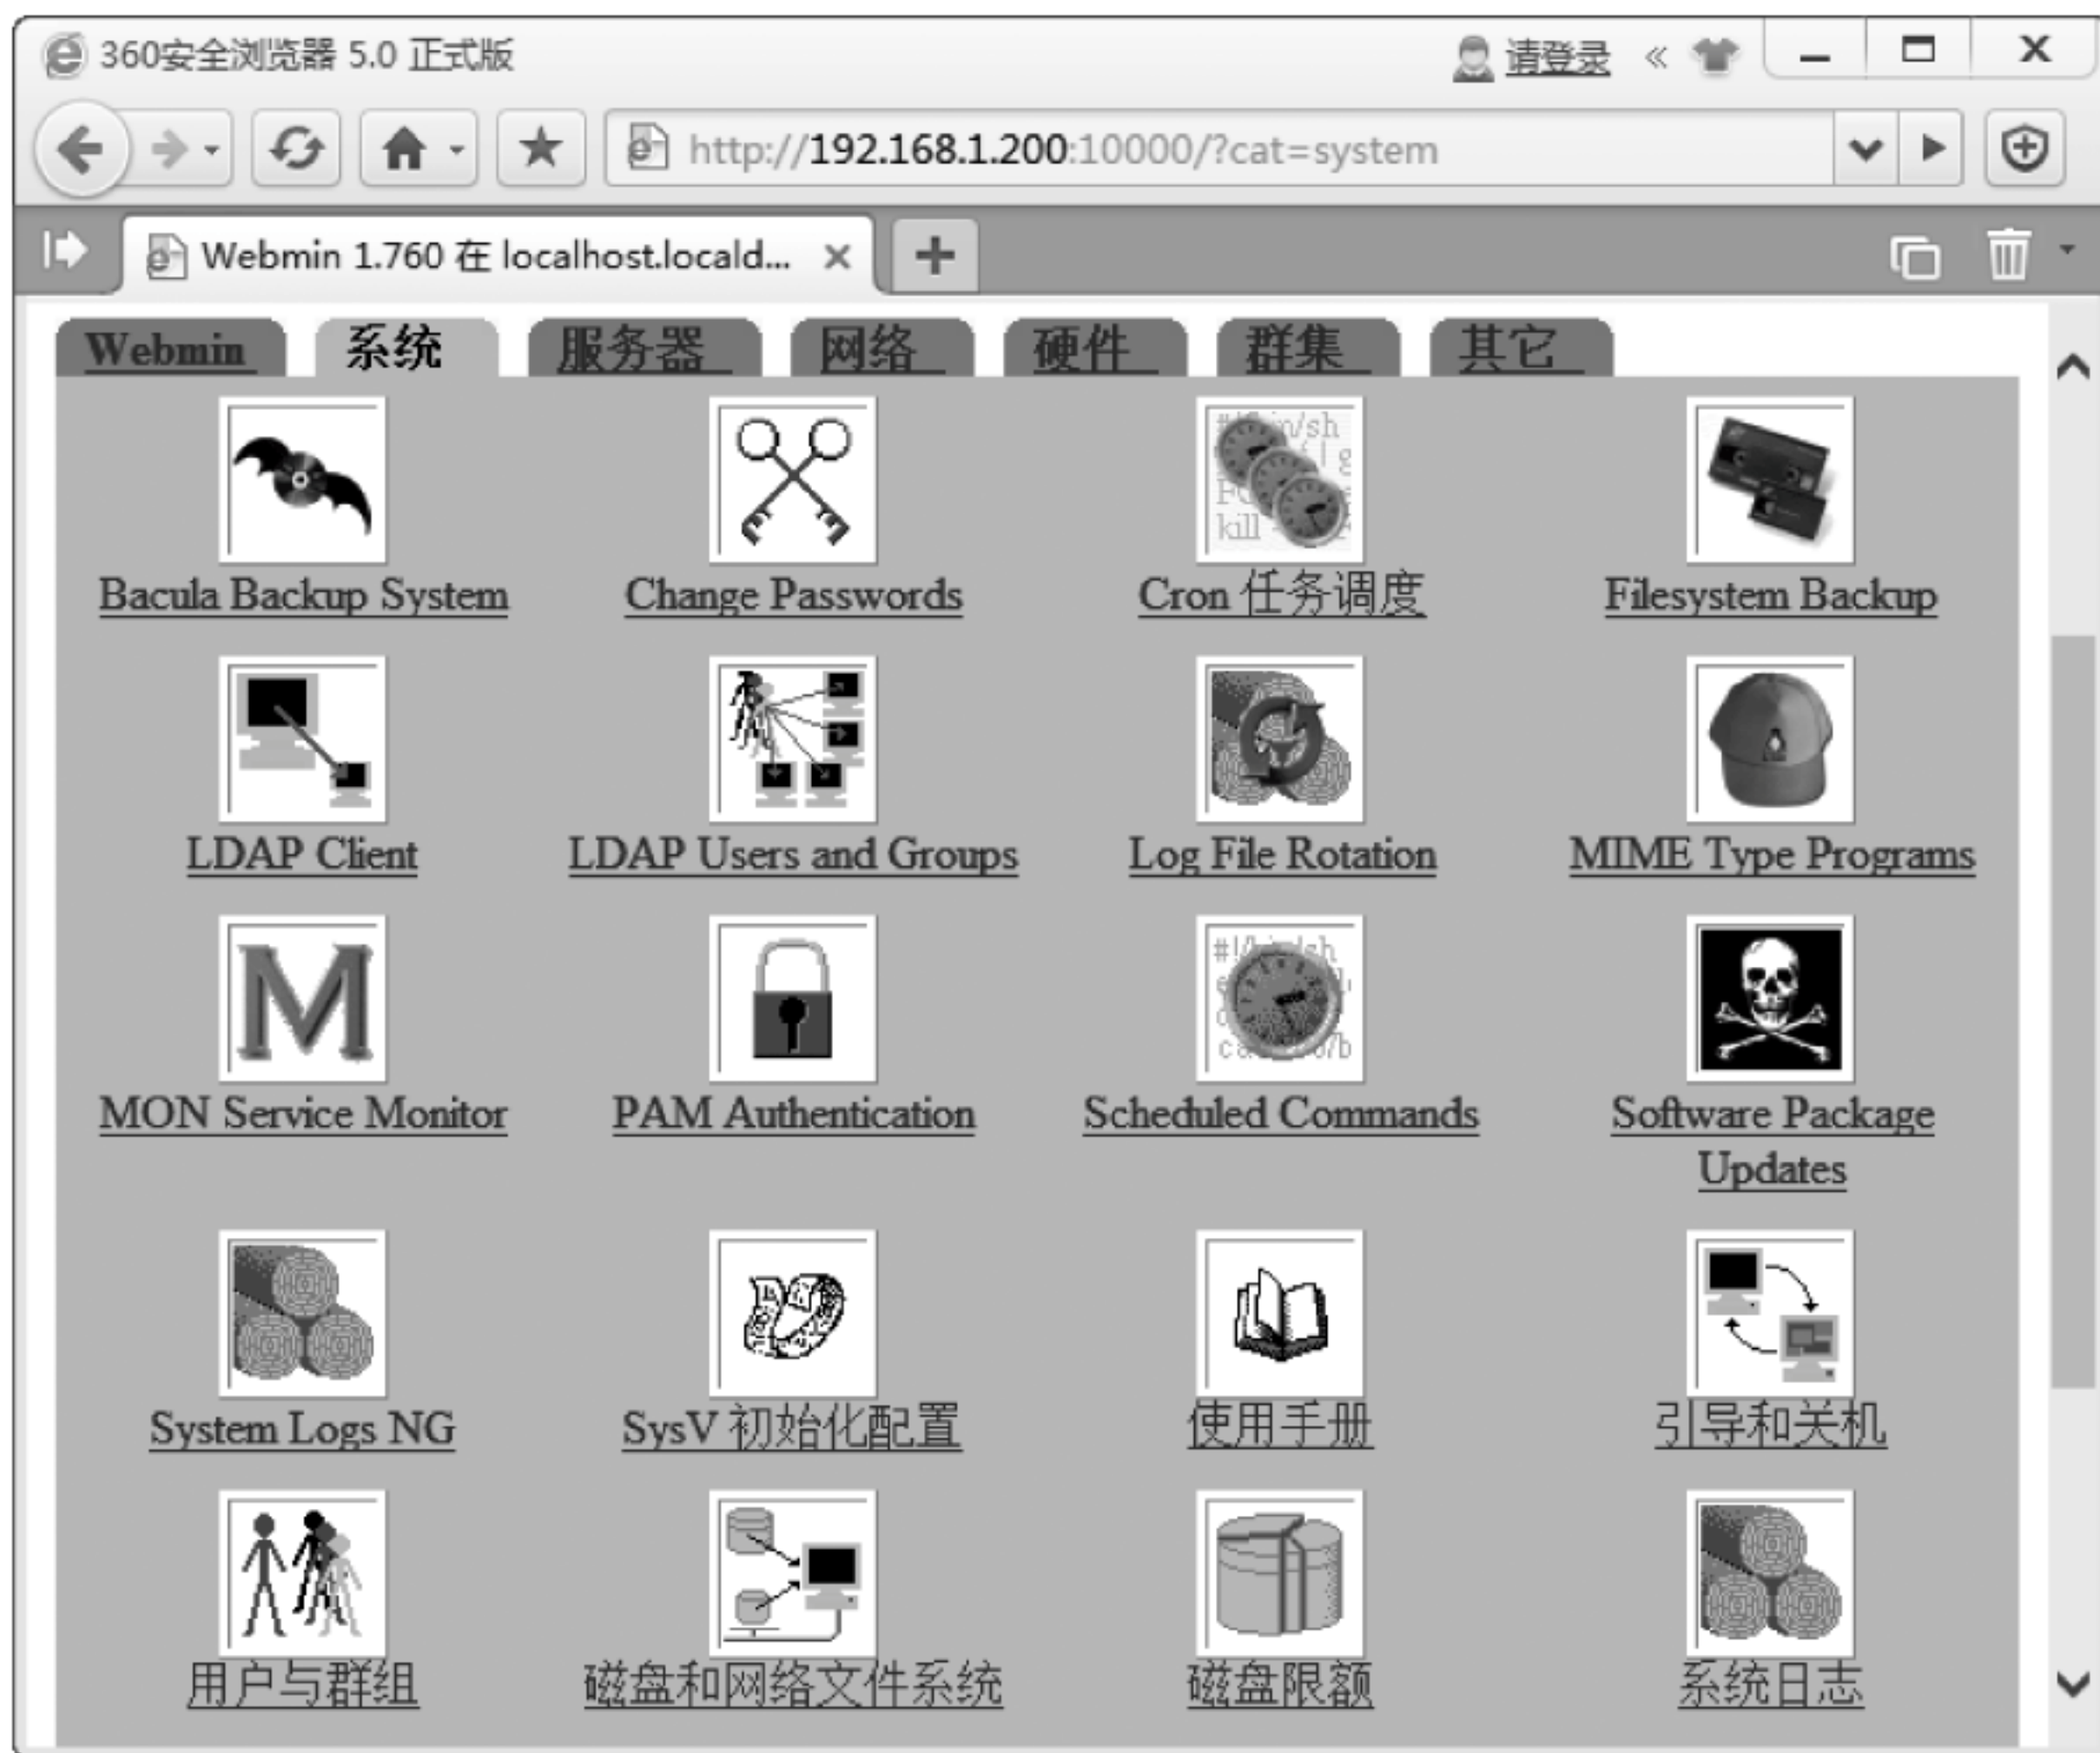 360安全浏览器 5.0 正式版
请登录
http://192.168.1.200:10000/?cat=system
Webmin 1.760 在 localhost.locald...
Webmin 系统 服务器 网络 硬件 群集 其它
Bacula Backup System Change Passwords Cron 任务调度 Filesystem Backup
LDAP Client LDAP Users and Groups Log File Rotation MIME Type Programs
MON Service Monitor PAM Authentication Scheduled Commands Software Package
Updates
System Logs NG SysV 初始化配置 使用手册 引导和关机
用户与群组 磁盘和网络文件系统 磁盘限额 系统日志